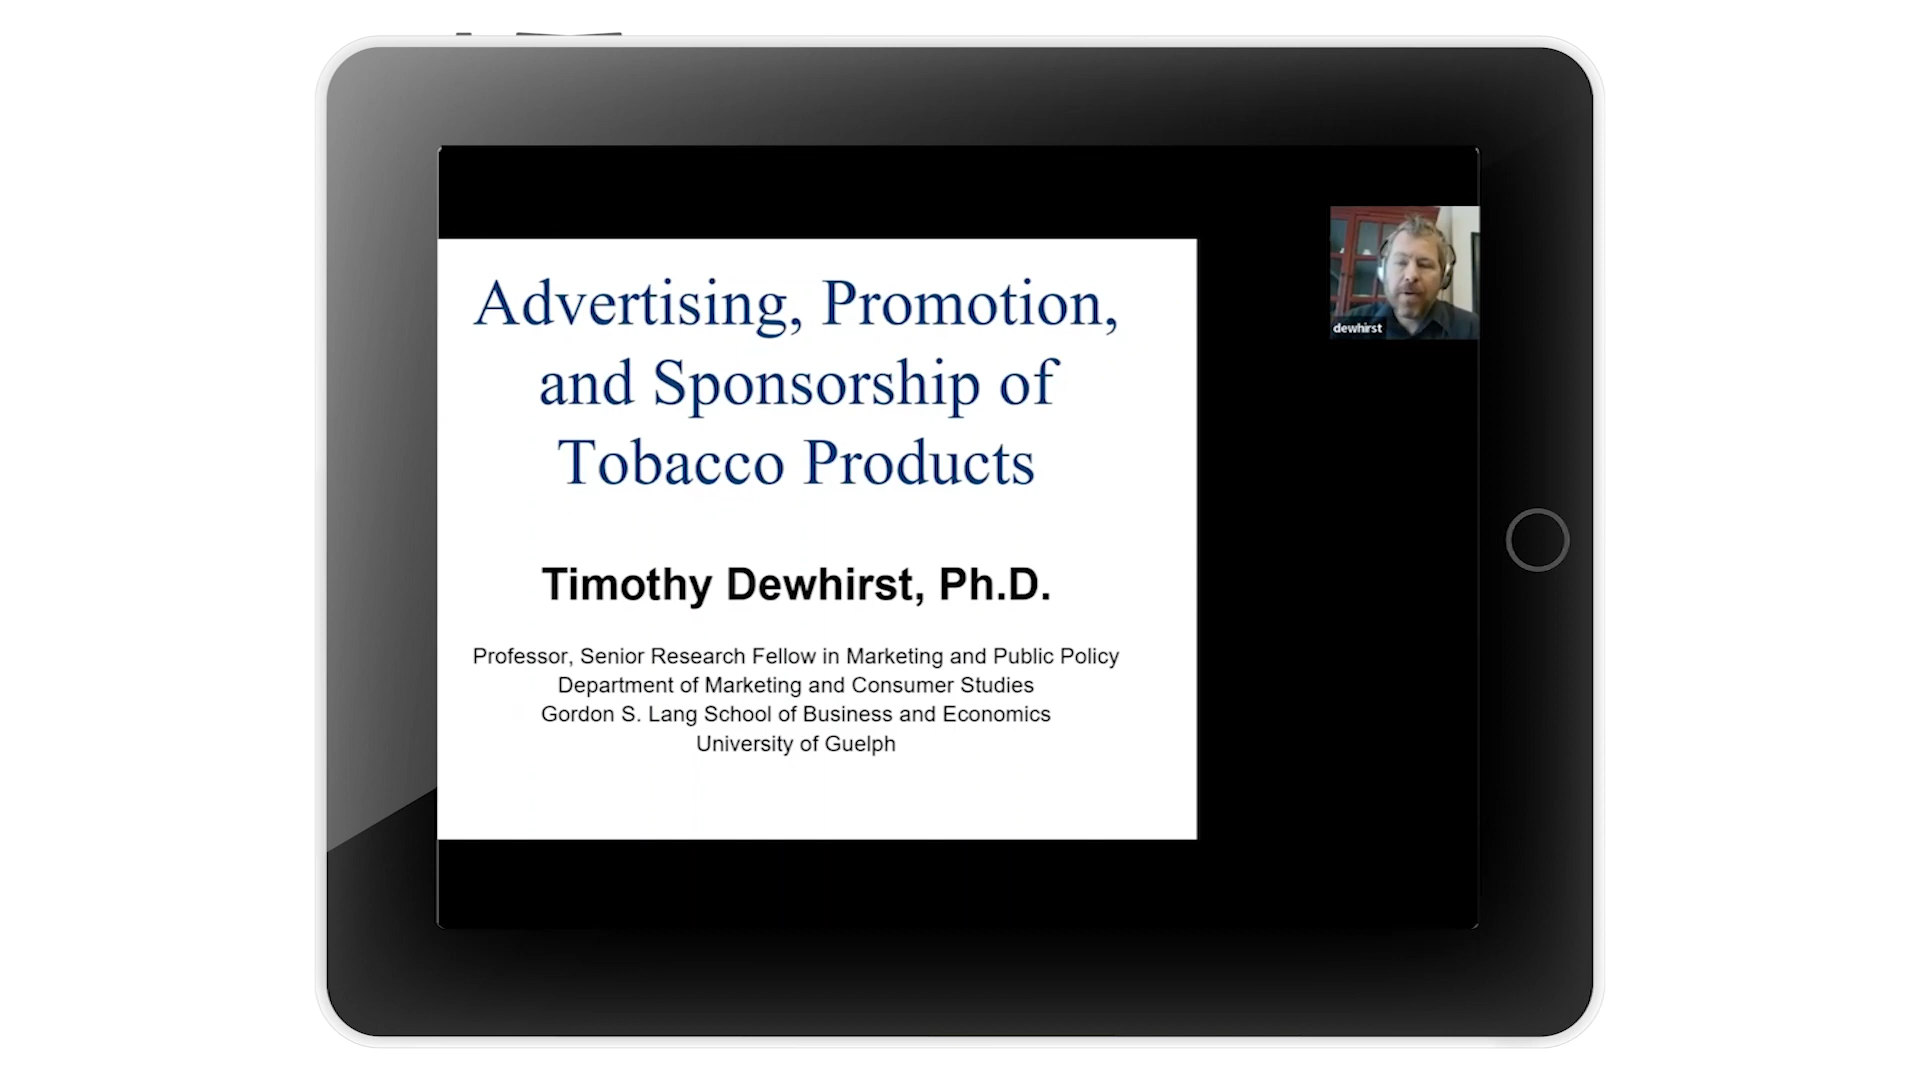 Advertising, Promotion,
and Sponsorship of
Tobacco Products
Timothy Dewhirst, Ph.D.
Professor, Senior Research Fellow in Marketing and Public Policy
Department of Marketing and Consumer Studies
Gordon S. Lang School of Business and Economics
University of Guelph
dewhirst